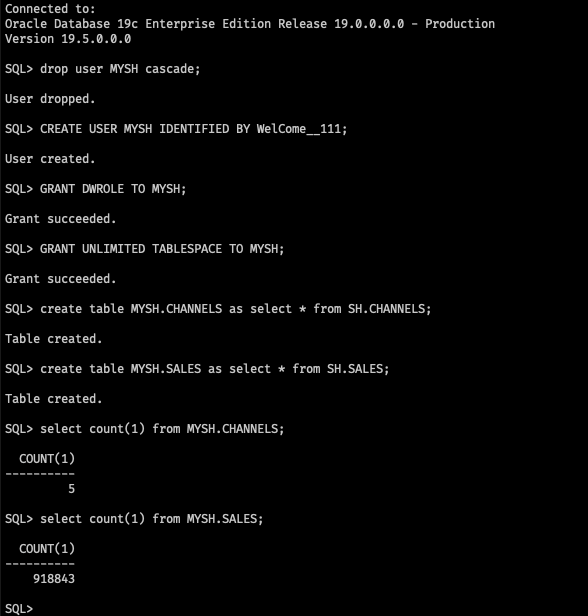 Connected to:
Oracle Database 19c Enterprise Edition Release 19.0.0.0.0 - Production
Version 19.5.0.0.0
SQL> drop user MYSH cascade;
User dropped.
SQL> CREATE USER MYSH IDENTIFIED BY WelCome__111;
User created.
SQL> GRANT DWROLE TO MYSH;
Grant succeeded.
SQL> GRANT UNLIMITED TABLESPACE TO MYSH;
Grant succeeded.
SQL> create table MYSH.CHANNELS as select * from SH.CHANNELS;
Table created.
SQL> create table MYSH.SALES as select * from SH.SALES;
Table created.
SQL> select count(1) from MYSH.CHANNELS;
COUNT(1)
----------
5
SQL> select count(1) from MYSH.SALES;
COUNT(1)
----------
918843
SQL>